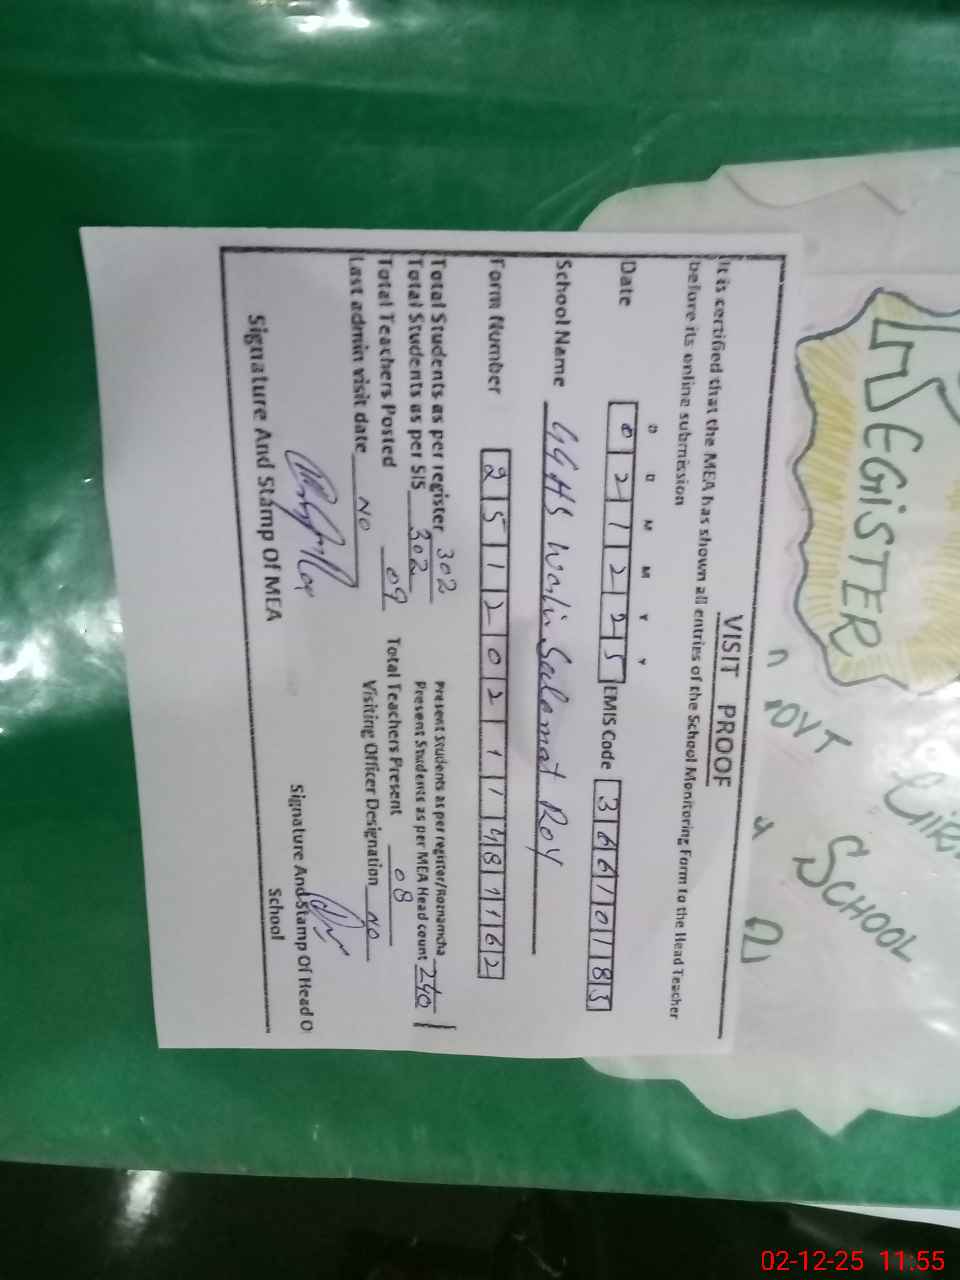 VISIT PROOF
It is certified that the MEA has shown all entries of the School Monitoring Form to the Head Teacher
before its online submission
D D M M Y Y
Date 0 2 1 2 2 5 EMIS Code 3 6 6 1 0 1 8 3
School Name GGHS Wali Salamat Roy
Form Number 2 5 1 2 0 2 1 1 4 8 1 1 6 2
Total Students as per register 302 Present Students as per register/Roznamcha
Total Students as per SIS 302 Present Students as per MEA Head count 240
Total Teachers Posted 09 Total Teachers Present 08
Last admin visit date NO Visiting Officer Designation NO
Signature And Stamp Of MEA Signature And Stamp Of Head O
School
REGISTER
OVT GIR
SCHOOL
02-12-25 11:55